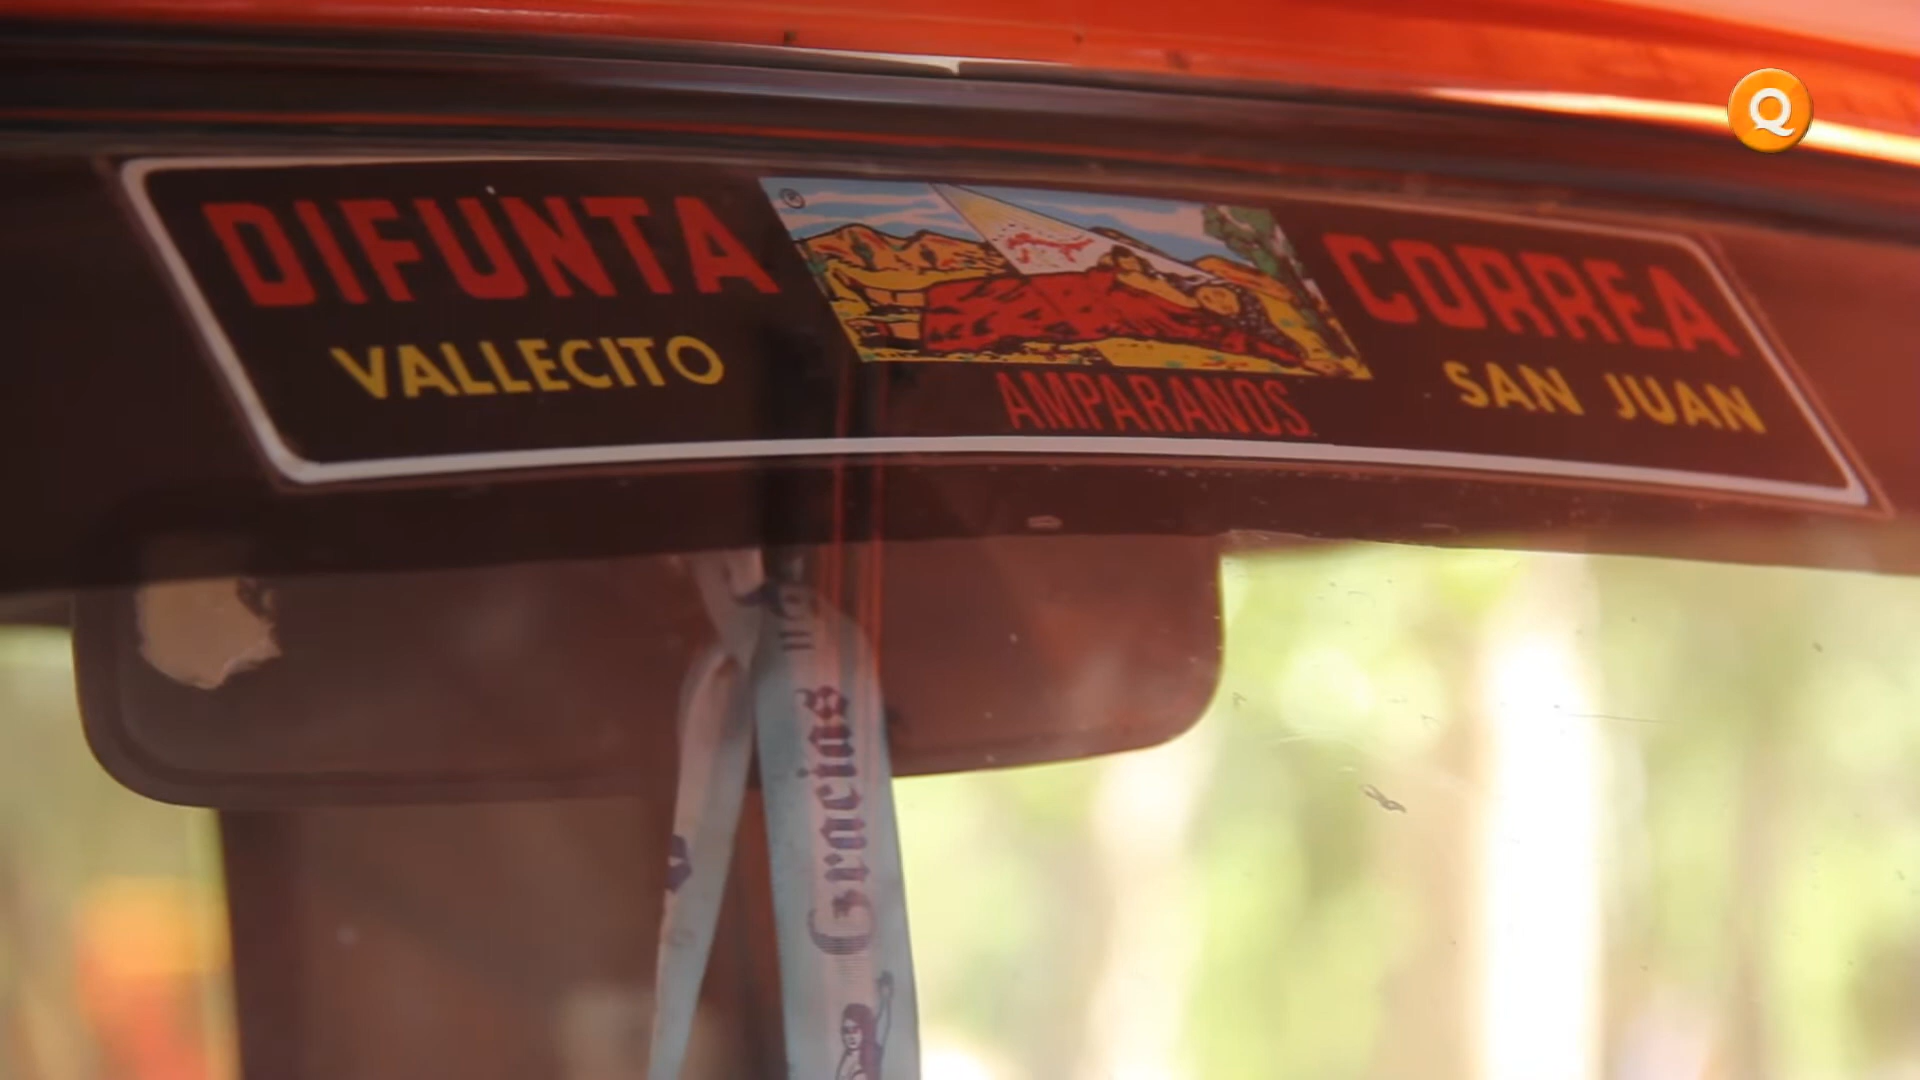 DIFUNTA CORREA
VALLECITO SAN JUAN
AMPARANOS
Gracias
Q
®